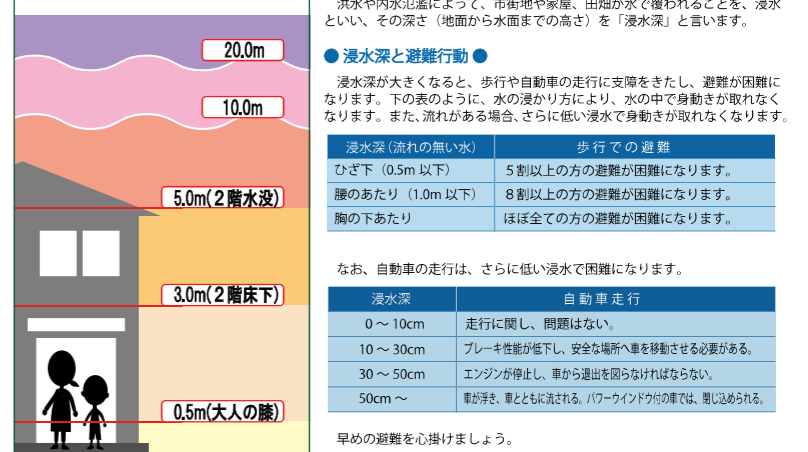 20.0m
10.0m
5.0m(２階水没)
3.0m(２階床下)
0.5m(大人の膝)
洪水や内水氾濫によって、市街地や家屋、田畑が水で覆われることを、浸水
といい、その深さ（地面から水面までの高さ）を「浸水深」と言います。
● 浸水深と避難行動 ●
浸水深が大きくなると、歩行や自動車の走行に支障をきたし、避難が困難に
なります。下の表のように、水の浸かり方により、水の中で身動きが取れなく
なります。また、流れがある場合、さらに低い浸水で身動きが取れなくなります。
浸水深（流れの無い水） 歩行での避難
ひざ下（0.5m 以下） ５割以上の方の避難が困難になります。
腰のあたり（1.0m 以下） ８割以上の方の避難が困難になります。
胸の下あたり ほぼ全ての方の避難が困難になります。
なお、自動車の走行は、さらに低い浸水で困難になります。
浸水深 自動車走行
0 ～ 10cm 走行に関し、問題はない。
10 ～ 30cm ブレーキ性能が低下し、安全な場所へ車を移動させる必要がある。
30 ～ 50cm エンジンが停止し、車から退出を図らなければならない。
50cm ～ 車が浮き、車とともに流される。パワーウインドウ付の車では、閉じ込められる。
早めの避難を心掛けましょう。